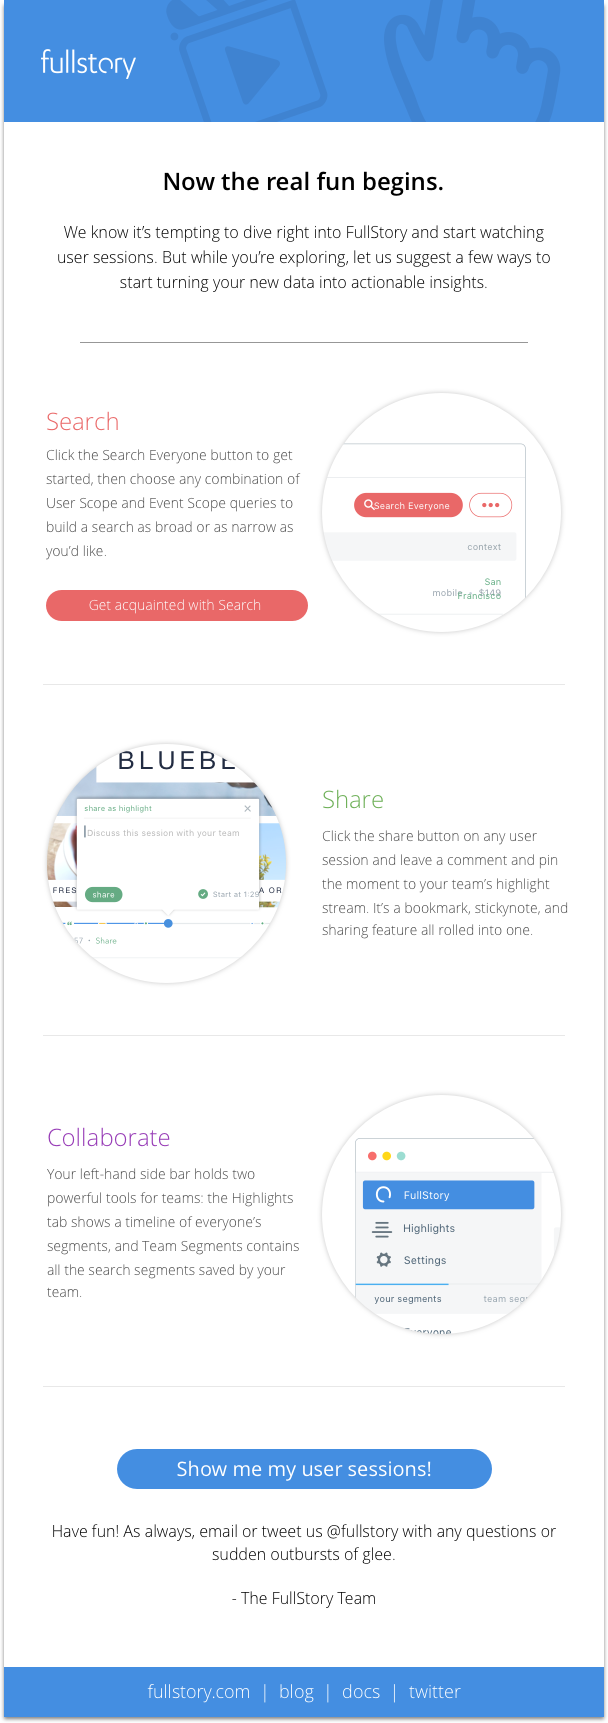 fullstory
Now the real fun begins.
We know it’s tempting to dive right into FullStory and start watching
user sessions. But while you’re exploring, let us suggest a few ways to
start turning your new data into actionable insights.
Search
Click the Search Everyone button to get
started, then choose any combination of
User Scope and Event Scope queries to
build a search as broad or as narrow as
you’d like.
Get acquainted with Search
Search Everyone
context
San
mobile $149
Francisco
BLUEBE
share as highlight
Discuss this session with your team
FRES
share
Start at 1:29
A OR
57 • Share
Share
Click the share button on any user
session and leave a comment and pin
the moment to your team’s highlight
stream. It’s a bookmark, stickynote, and
sharing feature all rolled into one.
Collaborate
Your left-hand side bar holds two
powerful tools for teams: the Highlights
tab shows a timeline of everyone’s
segments, and Team Segments contains
all the search segments saved by your
team.
FullStory
Highlights
Settings
your segments
team seg
Everyone
Show me my user sessions!
Have fun! As always, email or tweet us @fullstory with any questions or
sudden outbursts of glee.
- The FullStory Team
fullstory.com | blog | docs | twitter